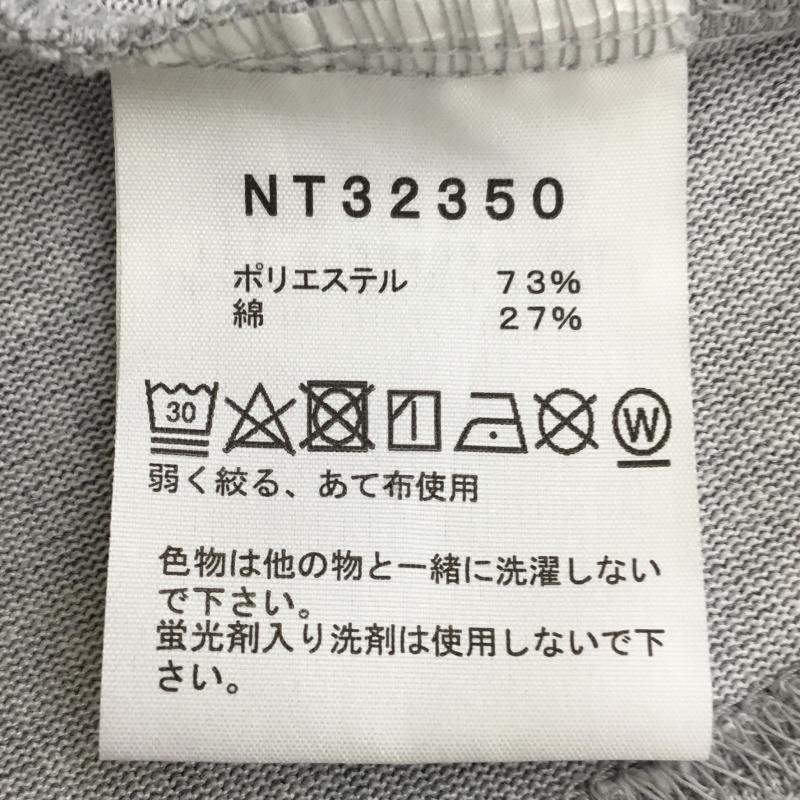 NT32350
ポリエステル 73%
綿 27%
30 W
弱く絞る、あて布使用
色物は他の物と一緒に洗濯しない
で下さい。
蛍光剤入り洗剤は使用しないで下
さい。